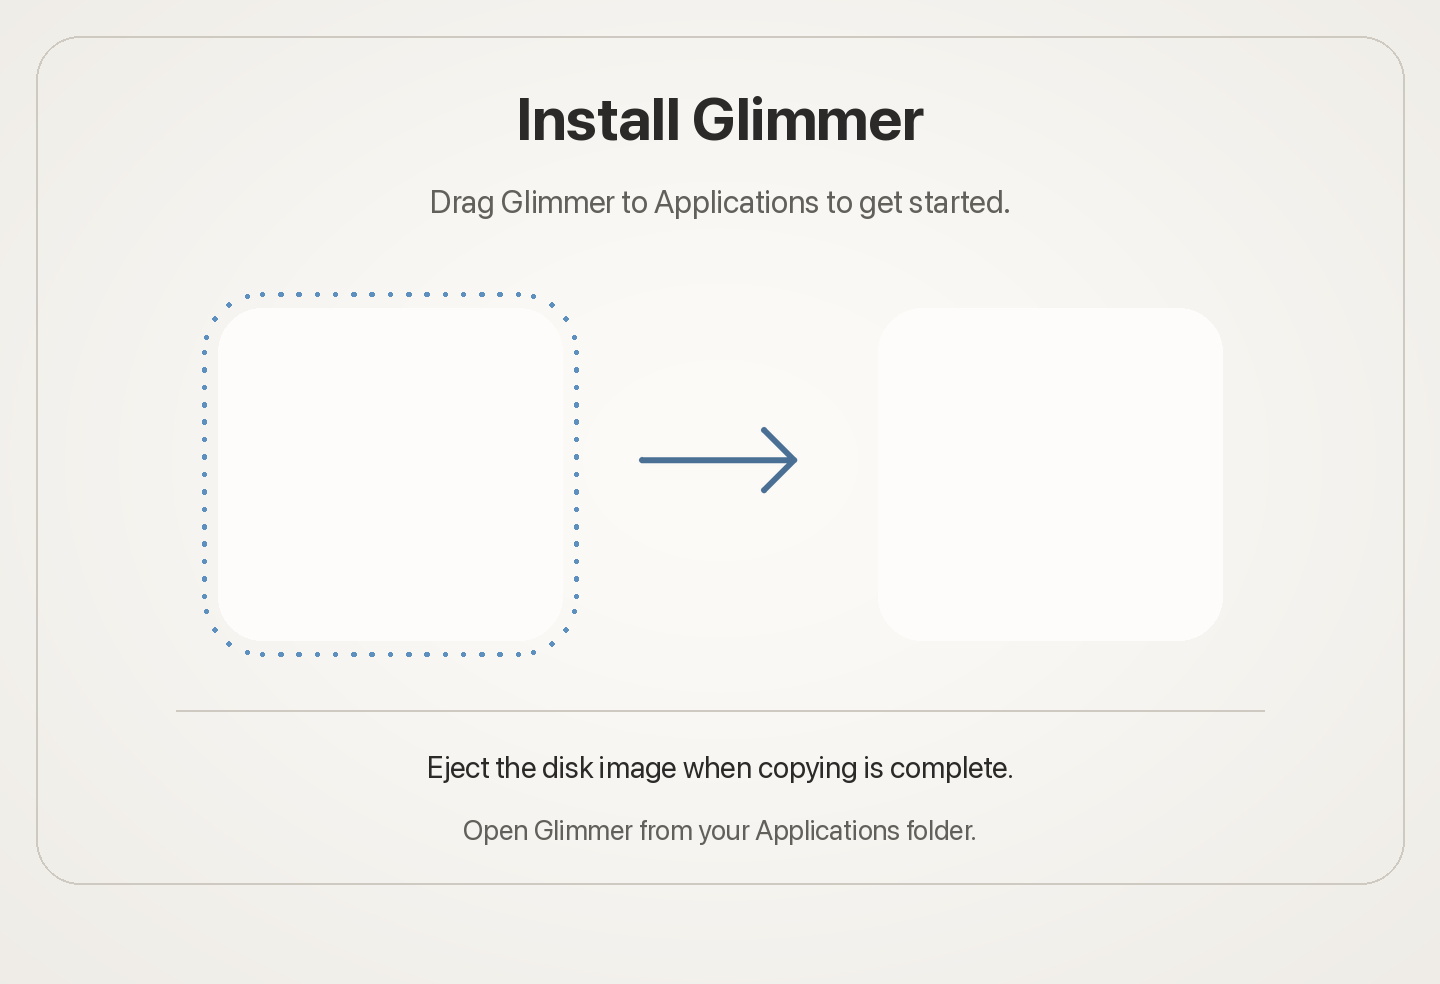 Install Glimmer
Drag Glimmer to Applications to get started.
Eject the disk image when copying is complete.
Open Glimmer from your Applications folder.